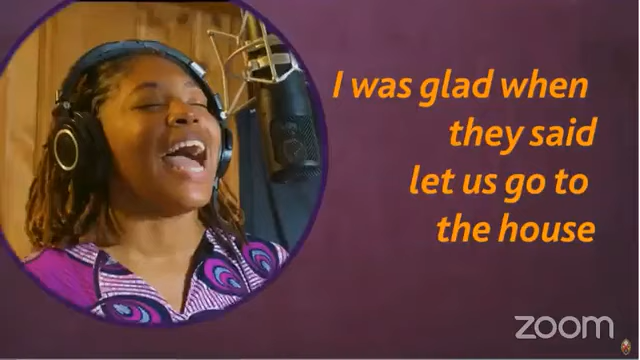 I was glad when
they said
let us go to
the house
zoom